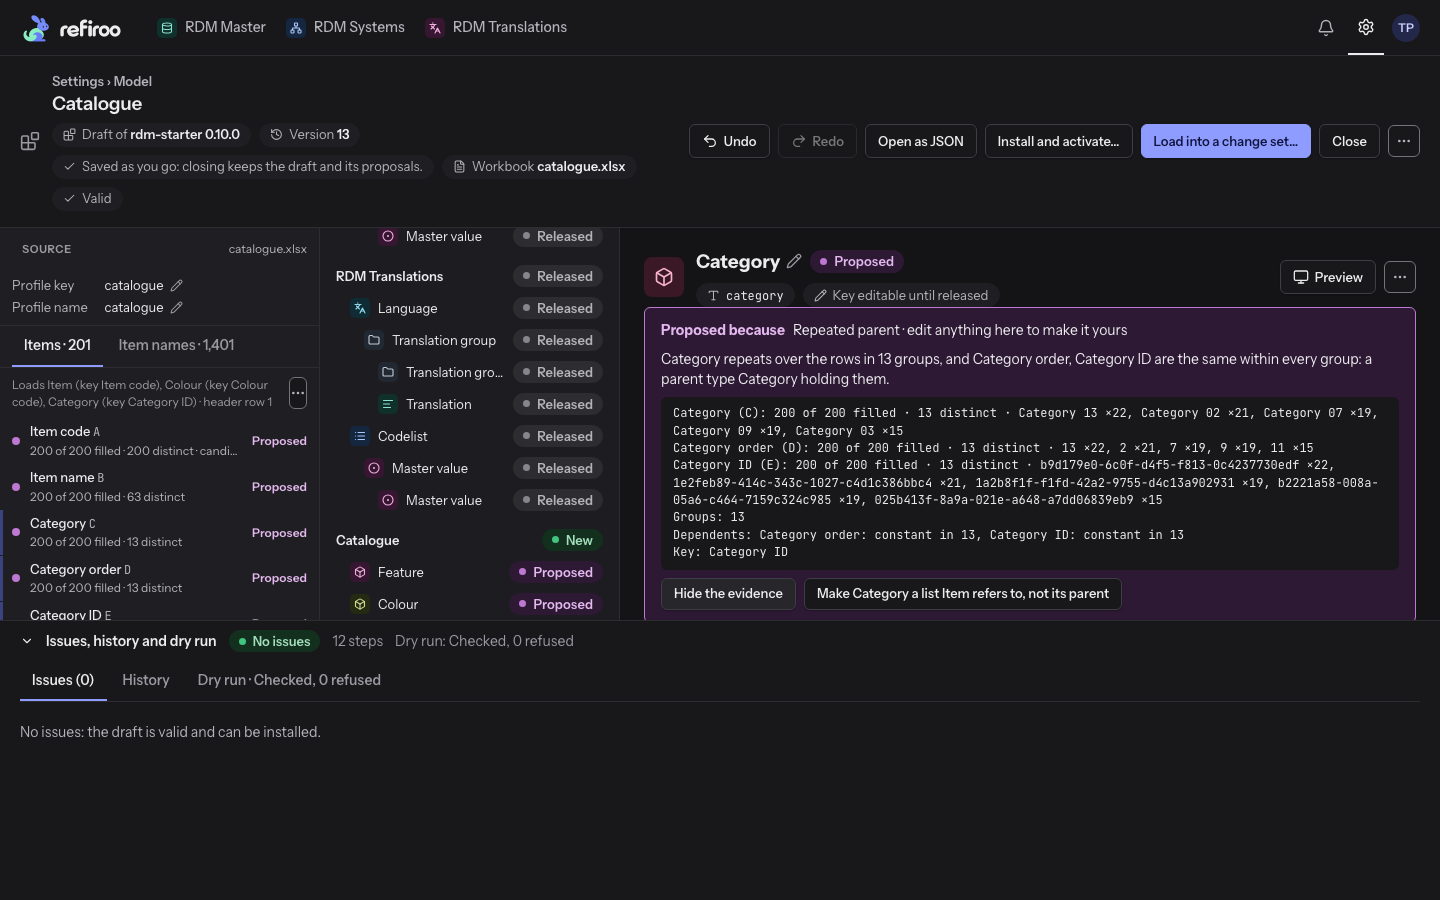 refiroo
RDM Master
RDM Systems
RDM Translations
TP
Settings › Model
Catalogue
Draft of rdm-starter 0.10.0
Version 13
Saved as you go: closing keeps the draft and its proposals.
Workbook catalogue.xlsx
Valid
Undo
Redo
Open as JSON
Install and activate...
Load into a change set...
Close
SOURCE
catalogue.xlsx
Profile key
catalogue
Profile name
catalogue
Items · 201
Item names · 1,401
Loads Item (key Item code), Colour (key Colour
code), Category (key Category ID) · header row 1
Item code A
200 of 200 filled · 200 distinct · candi...
Proposed
Item name B
200 of 200 filled · 63 distinct
Proposed
Category C
200 of 200 filled · 13 distinct
Proposed
Category order D
200 of 200 filled · 13 distinct
Proposed
Category ID E
Master value
Released
RDM Translations
Released
Language
Released
Translation group
Released
Translation gro...
Released
Translation
Released
Codelist
Released
Master value
Released
Master value
Released
Catalogue
New
Feature
Proposed
Colour
Proposed
Category
Proposed
category
Key editable until released
Preview
Proposed because Repeated parent · edit anything here to make it yours
Category repeats over the rows in 13 groups, and Category order, Category ID are the same within every group: a
parent type Category holding them.
Category (C): 200 of 200 filled · 13 distinct · Category 13 ×22, Category 02 ×21, Category 07 ×19,
Category 09 ×19, Category 03 ×15
Category order (D): 200 of 200 filled · 13 distinct · 13 ×22, 2 ×21, 7 ×19, 9 ×19, 11 ×15
Category ID (E): 200 of 200 filled · 13 distinct · b9d179e0-6c0f-d4f5-f813-0c4237730edf ×22,
1e2feb89-414c-343c-1027-c4d1c386bbc4 ×21, 1a2b8f1f-f1fd-42a2-9755-d4c13a902931 ×19, b2221a58-008a-
05a6-c464-7159c324c985 ×19, 025b413f-8a9a-021e-a648-a7dd06839eb9 ×15
Groups: 13
Dependents: Category order: constant in 13, Category ID: constant in 13
Key: Category ID
Hide the evidence
Make Category a list Item refers to, not its parent
Issues, history and dry run
No issues
12 steps
Dry run: Checked, 0 refused
Issues (0)
History
Dry run · Checked, 0 refused
No issues: the draft is valid and can be installed.